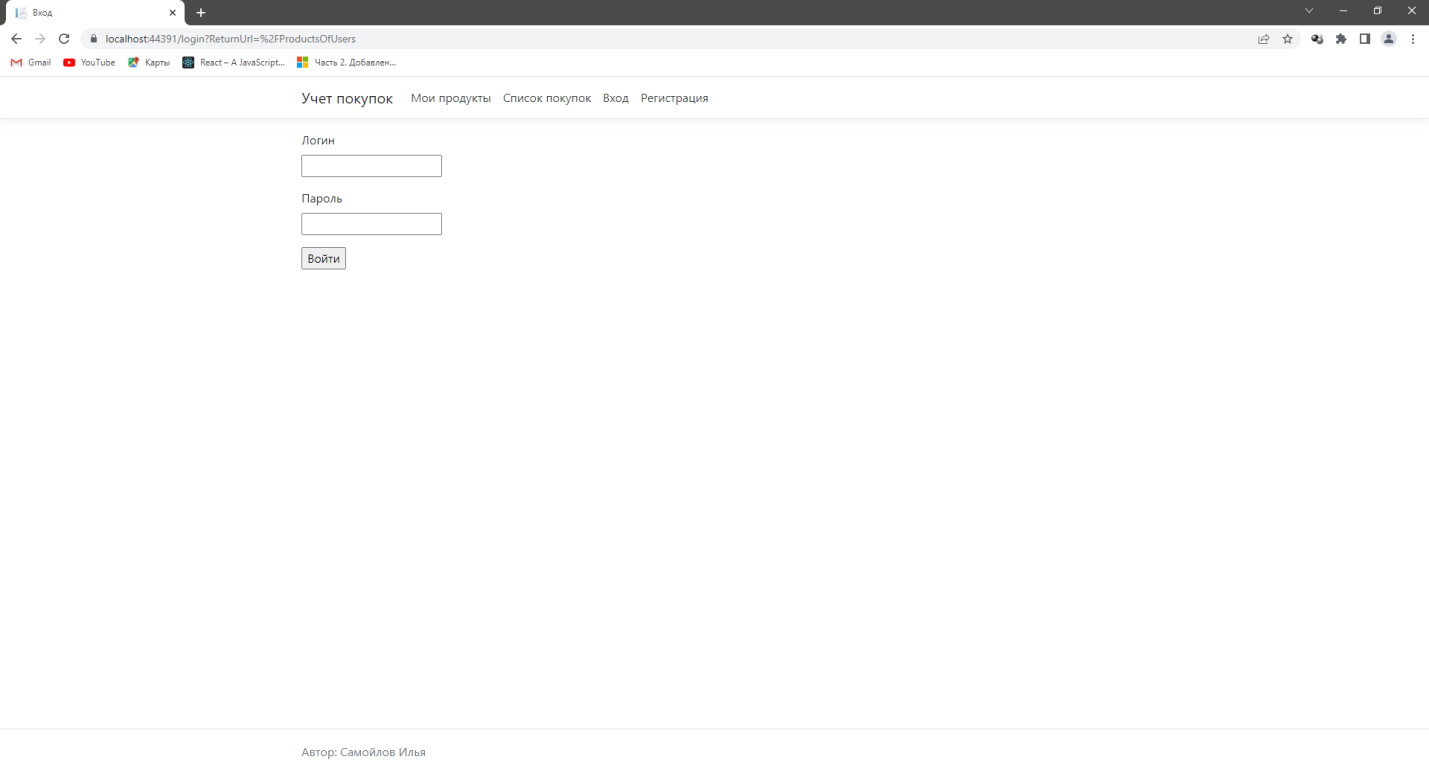 Вход
localhost:44391/login?ReturnUrl=%2FProductsOfUsers
Gmail YouTube Карты React – A JavaScript... Часть 2. Добавлен...
Учет покупок Мои продукты Список покупок Вход Регистрация
Логин
Пароль
Войти
Автор: Самойлов Илья